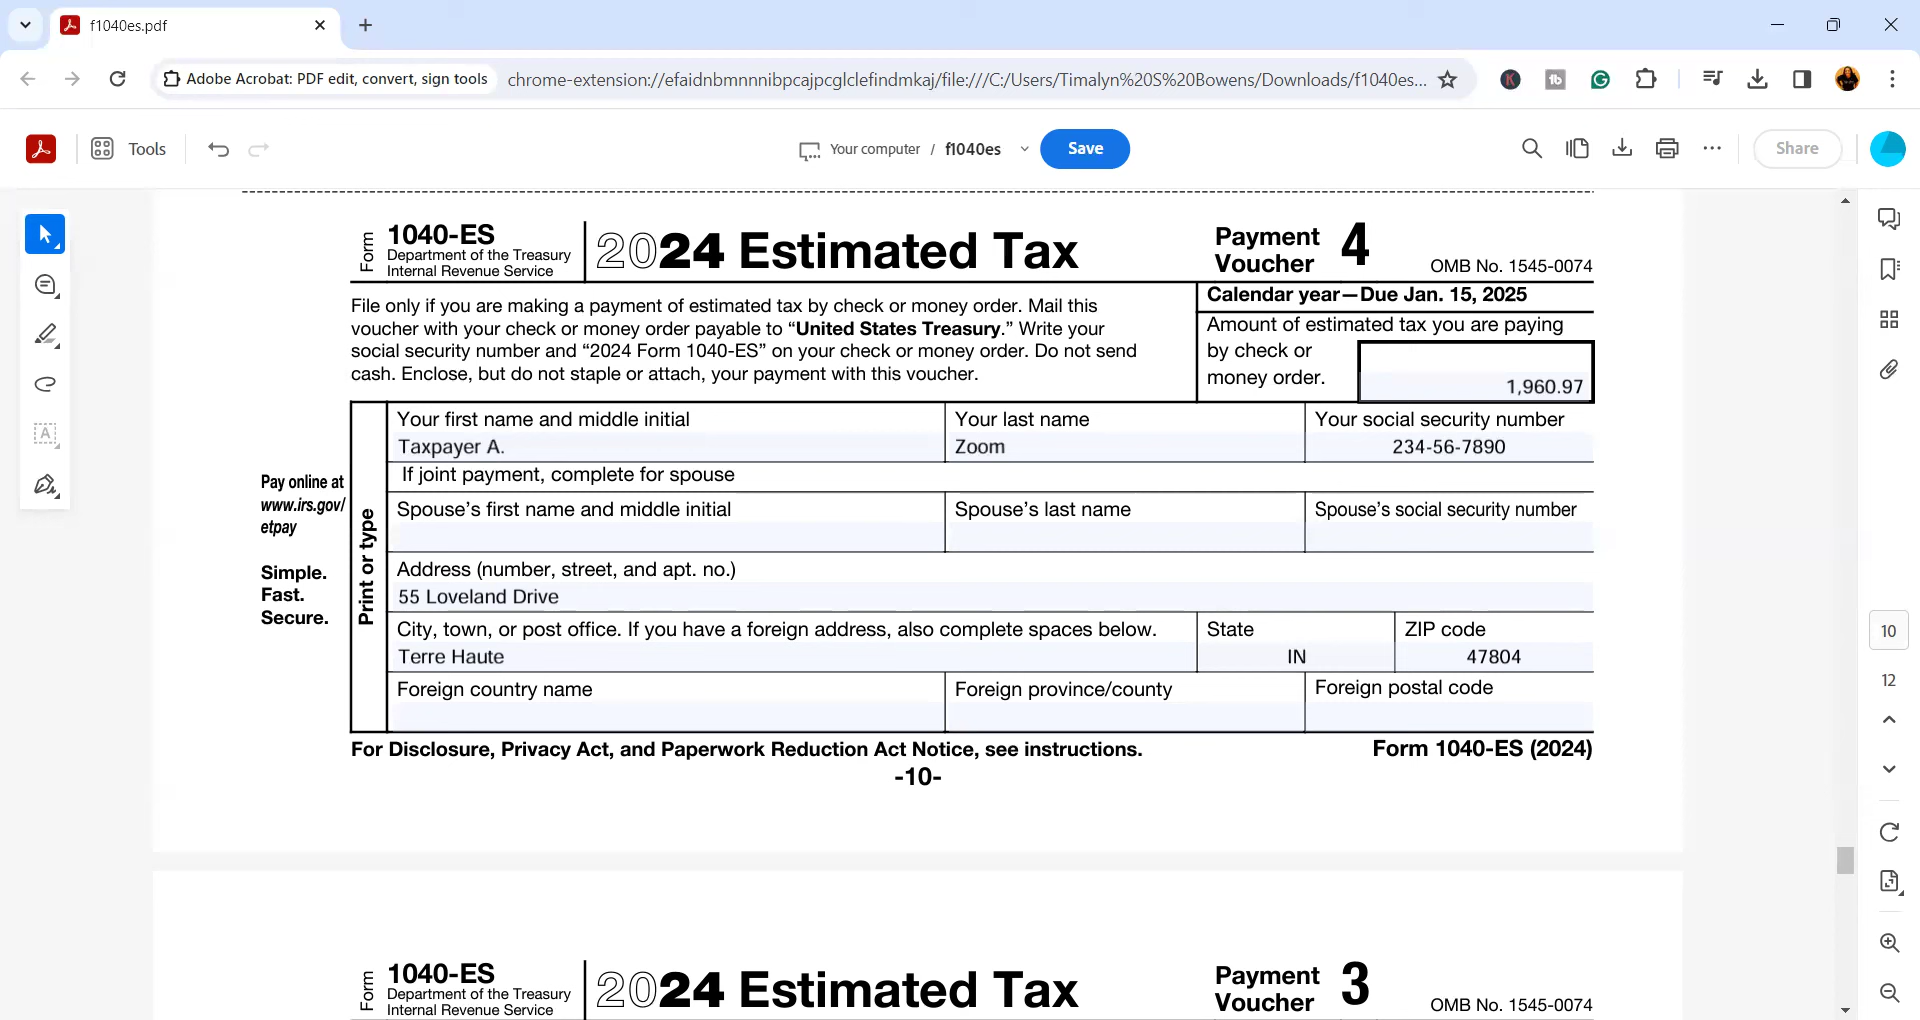 f1040es.pdf
Adobe Acrobat: PDF edit, convert, sign tools
chrome-extension://efaidnbmnnnibpcajpcglclefindmkaj/file:///C:/Users/Timalyn%20S%20Bowens/Downloads/f1040es...
Tools
Your computer / f1040es
Save
Share
Form 1040-ES
Department of the Treasury
Internal Revenue Service
2024 Estimated Tax
Payment
Voucher 4
OMB No. 1545-0074
File only if you are making a payment of estimated tax by check or money order. Mail this
voucher with your check or money order payable to “United States Treasury.” Write your
social security number and “2024 Form 1040-ES” on your check or money order. Do not send
cash. Enclose, but do not staple or attach, your payment with this voucher.
Calendar year—Due Jan. 15, 2025
Amount of estimated tax you are paying
by check or
money order.
1,960.97
Pay online at
www.irs.gov/
etpay
Simple.
Fast.
Secure.
Print or type
Your first name and middle initial
Taxpayer A.
Your last name
Zoom
Your social security number
234-56-7890
If joint payment, complete for spouse
Spouse’s first name and middle initial
Spouse’s last name
Spouse’s social security number
Address (number, street, and apt. no.)
55 Loveland Drive
City, town, or post office. If you have a foreign address, also complete spaces below.
Terre Haute
State
IN
ZIP code
47804
Foreign country name
Foreign province/county
Foreign postal code
For Disclosure, Privacy Act, and Paperwork Reduction Act Notice, see instructions.
Form 1040-ES (2024)
-10-
10
12
Form 1040-ES
Department of the Treasury
Internal Revenue Service
2024 Estimated Tax
Payment
Voucher 3
OMB No. 1545-0074